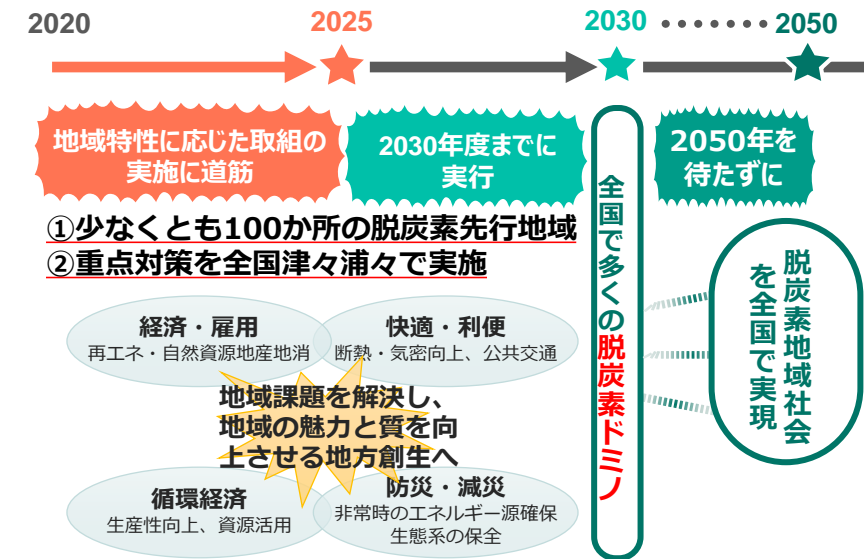 2020
2025
2030 ・・・・・・・ 2050
地域特性に応じた取組の
実施に道筋
2030年度までに
実行
2050年を
待たずに
①少なくとも100か所の脱炭素先行地域
②重点対策を全国津々浦々で実施
経済・雇用
再エネ・自然資源地産地消
快適・利便
断熱・気密向上、公共交通
地域課題を解決し、
地域の魅力と質を向
上させる地方創生へ
循環経済
生産性向上、資源活用
防災・減災
非常時のエネルギー源確保
生態系の保全
全国で多くの脱炭素ドミノ
脱炭素地域社会
を全国で実現